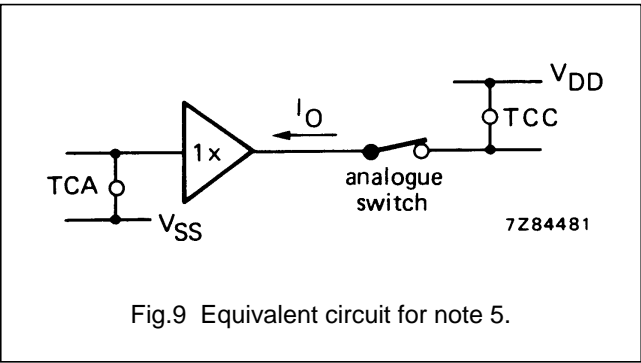 V_DD
I_O
TCC
1x
TCA
analogue
switch
V_SS
7Z84481
Fig.9 Equivalent circuit for note 5.